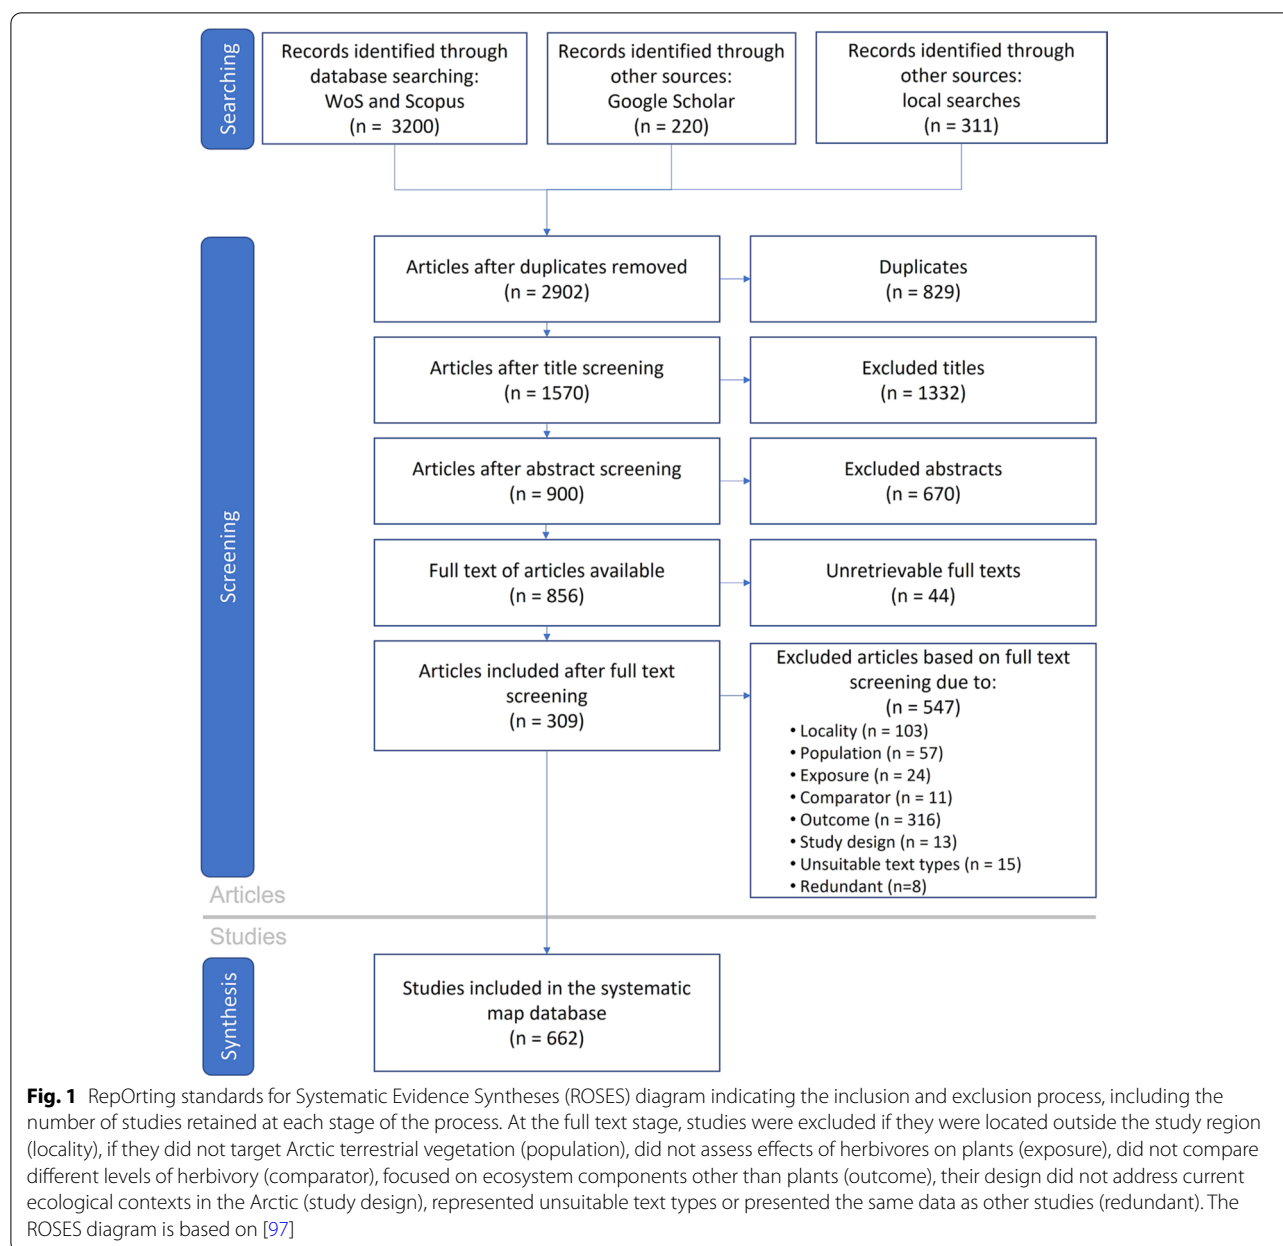 Searching
Records identified through
database searching:
WoS and Scopus
(n = 3200)
Records identified through
other sources:
Google Scholar
(n = 220)
Records identified through
other sources:
local searches
(n = 311)
Screening
Articles after duplicates removed
(n = 2902)
Duplicates
(n = 829)
Articles after title screening
(n = 1570)
Excluded titles
(n = 1332)
Articles after abstract screening
(n = 900)
Excluded abstracts
(n = 670)
Full text of articles available
(n = 856)
Unretrievable full texts
(n = 44)
Articles included after full text
screening
(n = 309)
Excluded articles based on full text
screening due to:
(n = 547)
• Locality (n = 103)
• Population (n = 57)
• Exposure (n = 24)
• Comparator (n = 11)
• Outcome (n = 316)
• Study design (n = 13)
• Unsuitable text types (n = 15)
• Redundant (n=8)
Articles
Studies
Synthesis
Studies included in the systematic
map database
(n = 662)
Fig. 1 RepOrting standards for Systematic Evidence Syntheses (ROSES) diagram indicating the inclusion and exclusion process, including the
number of studies retained at each stage of the process. At the full text stage, studies were excluded if they were located outside the study region
(locality), if they did not target Arctic terrestrial vegetation (population), did not assess effects of herbivores on plants (exposure), did not compare
different levels of herbivory (comparator), focused on ecosystem components other than plants (outcome), their design did not address current
ecological contexts in the Arctic (study design), represented unsuitable text types or presented the same data as other studies (redundant). The
ROSES diagram is based on [97]